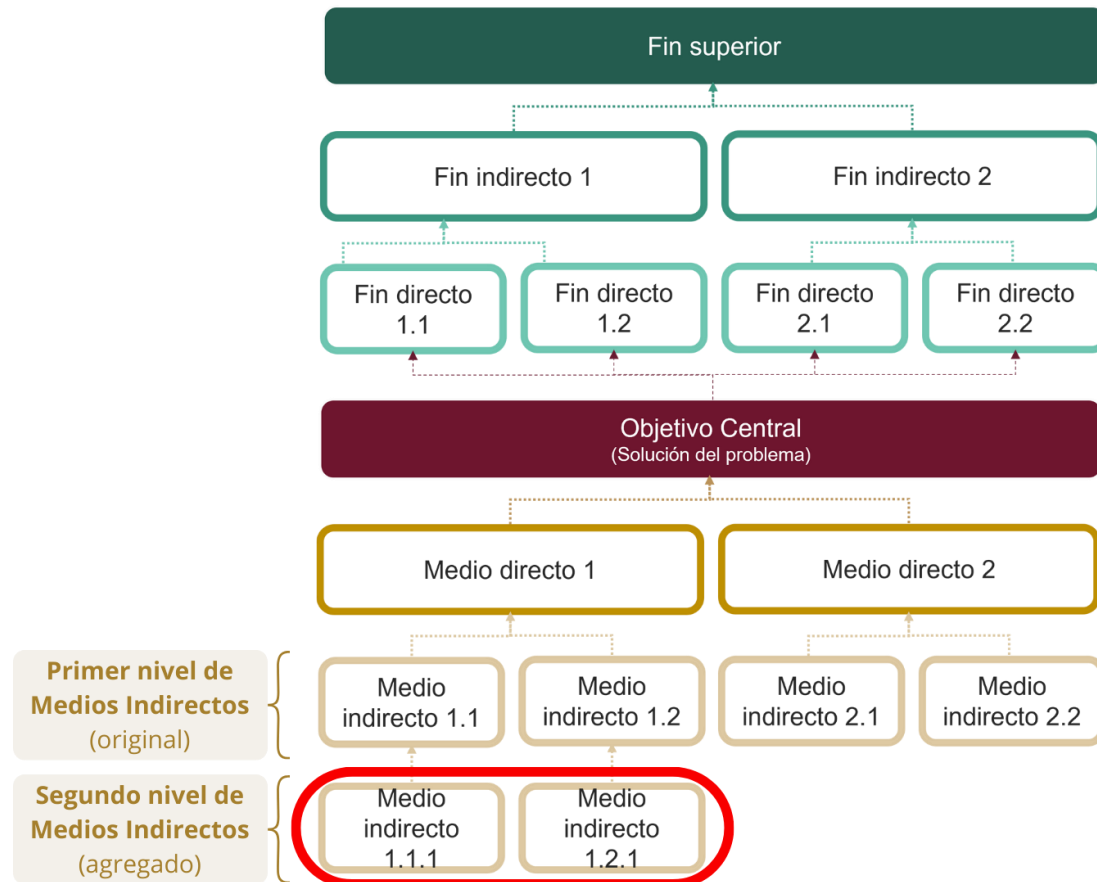 Fin superior
Fin indirecto 1
Fin indirecto 2
Fin directo
1.1
Fin directo
1.2
Fin directo
2.1
Fin directo
2.2
Objetivo Central
(Solución del problema)
Medio directo 1
Medio directo 2
Primer nivel de
Medios Indirectos
(original)
Medio
indirecto 1.1
Medio
indirecto 1.2
Medio
indirecto 2.1
Medio
indirecto 2.2
Segundo nivel de
Medios Indirectos
(agregado)
Medio
indirecto
1.1.1
Medio
indirecto
1.2.1